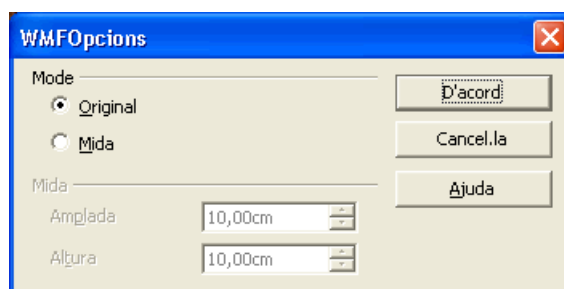 WMFOpcions
Mode
Original
Mida
D'acord
Cancel.la
Ajuda
Mida
Amplada 10,00cm
Altura 10,00cm